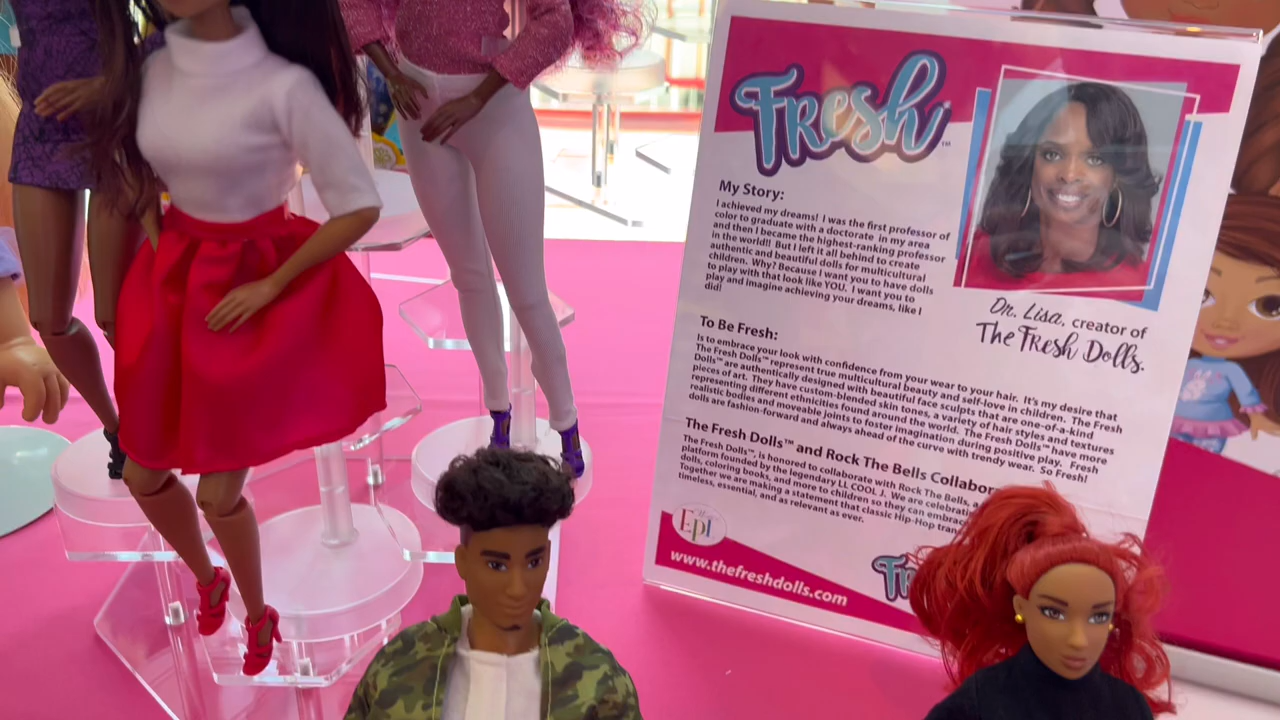 Fresh™
My Story:
I achieved my dreams! I was the first professor of
color to graduate with a doctorate in my area
and then I became the highest-ranking professor
in the world!! But I left it all behind to create
authentic and beautiful dolls for multicultural
children. Why? Because I want you to have dolls
to play with that look like YOU. I want you to
play and imagine achieving your dreams, like I
did!
Dr. Lisa, creator of
The Fresh Dolls.
To Be Fresh:
Is to embrace your look with confidence from your wear to your hair. It's my desire that
The Fresh Dolls™ represent true multicultural beauty and self-love in children. The Fresh
Dolls™ are authentically designed with beautiful face sculpts that are one-of-a-kind
pieces of art. They have custom-blended skin tones, a variety of hair styles and textures
representing different ethnicities found around the world. The Fresh Dolls™ have more
realistic bodies and moveable joints to foster imagination during positive play. Fresh
dolls are fashion-forward and always ahead of the curve with trendy wear. So Fresh!
The Fresh Dolls™ and Rock The Bells Collabor
The Fresh Dolls™, is honored to collaborate with Rock The Bells, a
platform founded by the legendary LL COOL J. We are celebrat
dolls, coloring books, and more to children so they can embrac
Together we are making a statement that classic Hip-Hop tran
timeless, essential, and as relevant as ever.
EPI
www.thefreshdolls.com
Fr